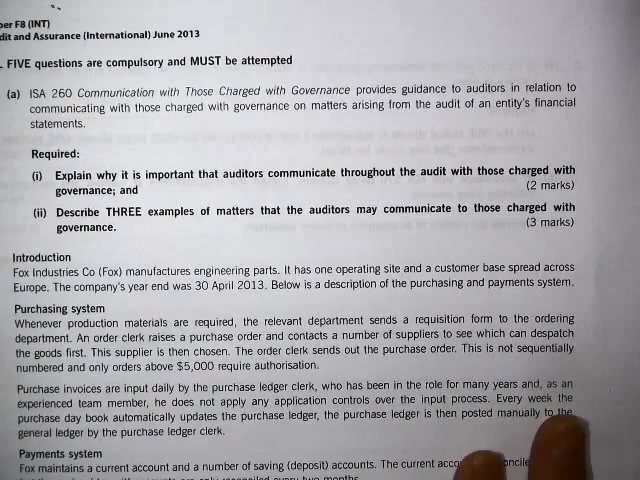 per F8 (INT)
dit and Assurance (International) June 2013
FIVE questions are compulsory and MUST be attempted
(a) ISA 260 Communication with Those Charged with Governance provides guidance to auditors in relation to
communicating with those charged with governance on matters arising from the audit of an entity's financial
statements.
Required:
(i) Explain why it is important that auditors communicate throughout the audit with those charged with
governance; and (2 marks)
(ii) Describe THREE examples of matters that the auditors may communicate to those charged with
governance. (3 marks)
Introduction
Fox Industries Co (Fox) manufactures engineering parts. It has one operating site and a customer base spread across
Europe. The company's year end was 30 April 2013. Below is a description of the purchasing and payments system.
Purchasing system
Whenever production materials are required, the relevant department sends a requisition form to the ordering
department. An order clerk raises a purchase order and contacts a number of suppliers to see which can despatch
the goods first. This supplier is then chosen. The order clerk sends out the purchase order. This is not sequentially
numbered and only orders above $5,000 require authorisation.
Purchase invoices are input daily by the purchase ledger clerk, who has been in the role for many years and, as an
experienced team member, he does not apply any application controls over the input process. Every week the
purchase day book automatically updates the purchase ledger, the purchase ledger is then posted manually to the
general ledger by the purchase ledger clerk.
Payments system
Fox maintains a current account and a number of saving (deposit) accounts. The current acco
only reconciled every two months